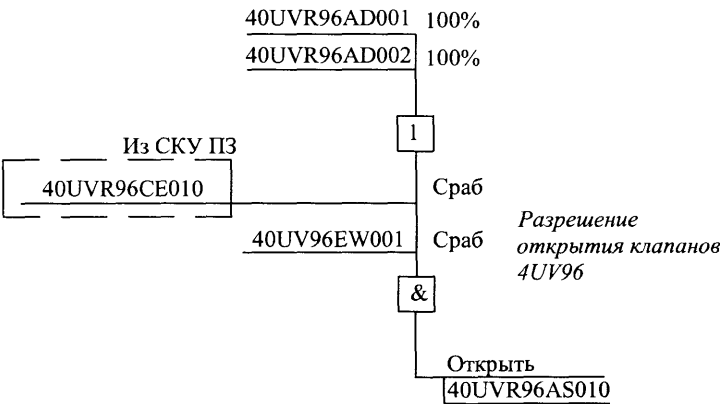 40UVR96AD001 100%
40UVR96AD002 100%
1
Из СКУ ПЗ
40UVR96CE010 Сраб
40UV96EW001 Сраб
Разрешение
открытия клапанов
4UV96
&
Открыть
40UVR96AS010